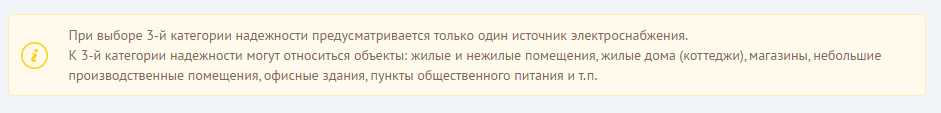 При выборе 3-й категории надежности предусматривается только один источник электроснабжения.
К 3-й категории надежности могут относиться объекты: жилые и нежилые помещения, жилые дома (коттеджи), магазины, небольшие
производственные помещения, офисные здания, пункты общественного питания и т.п.